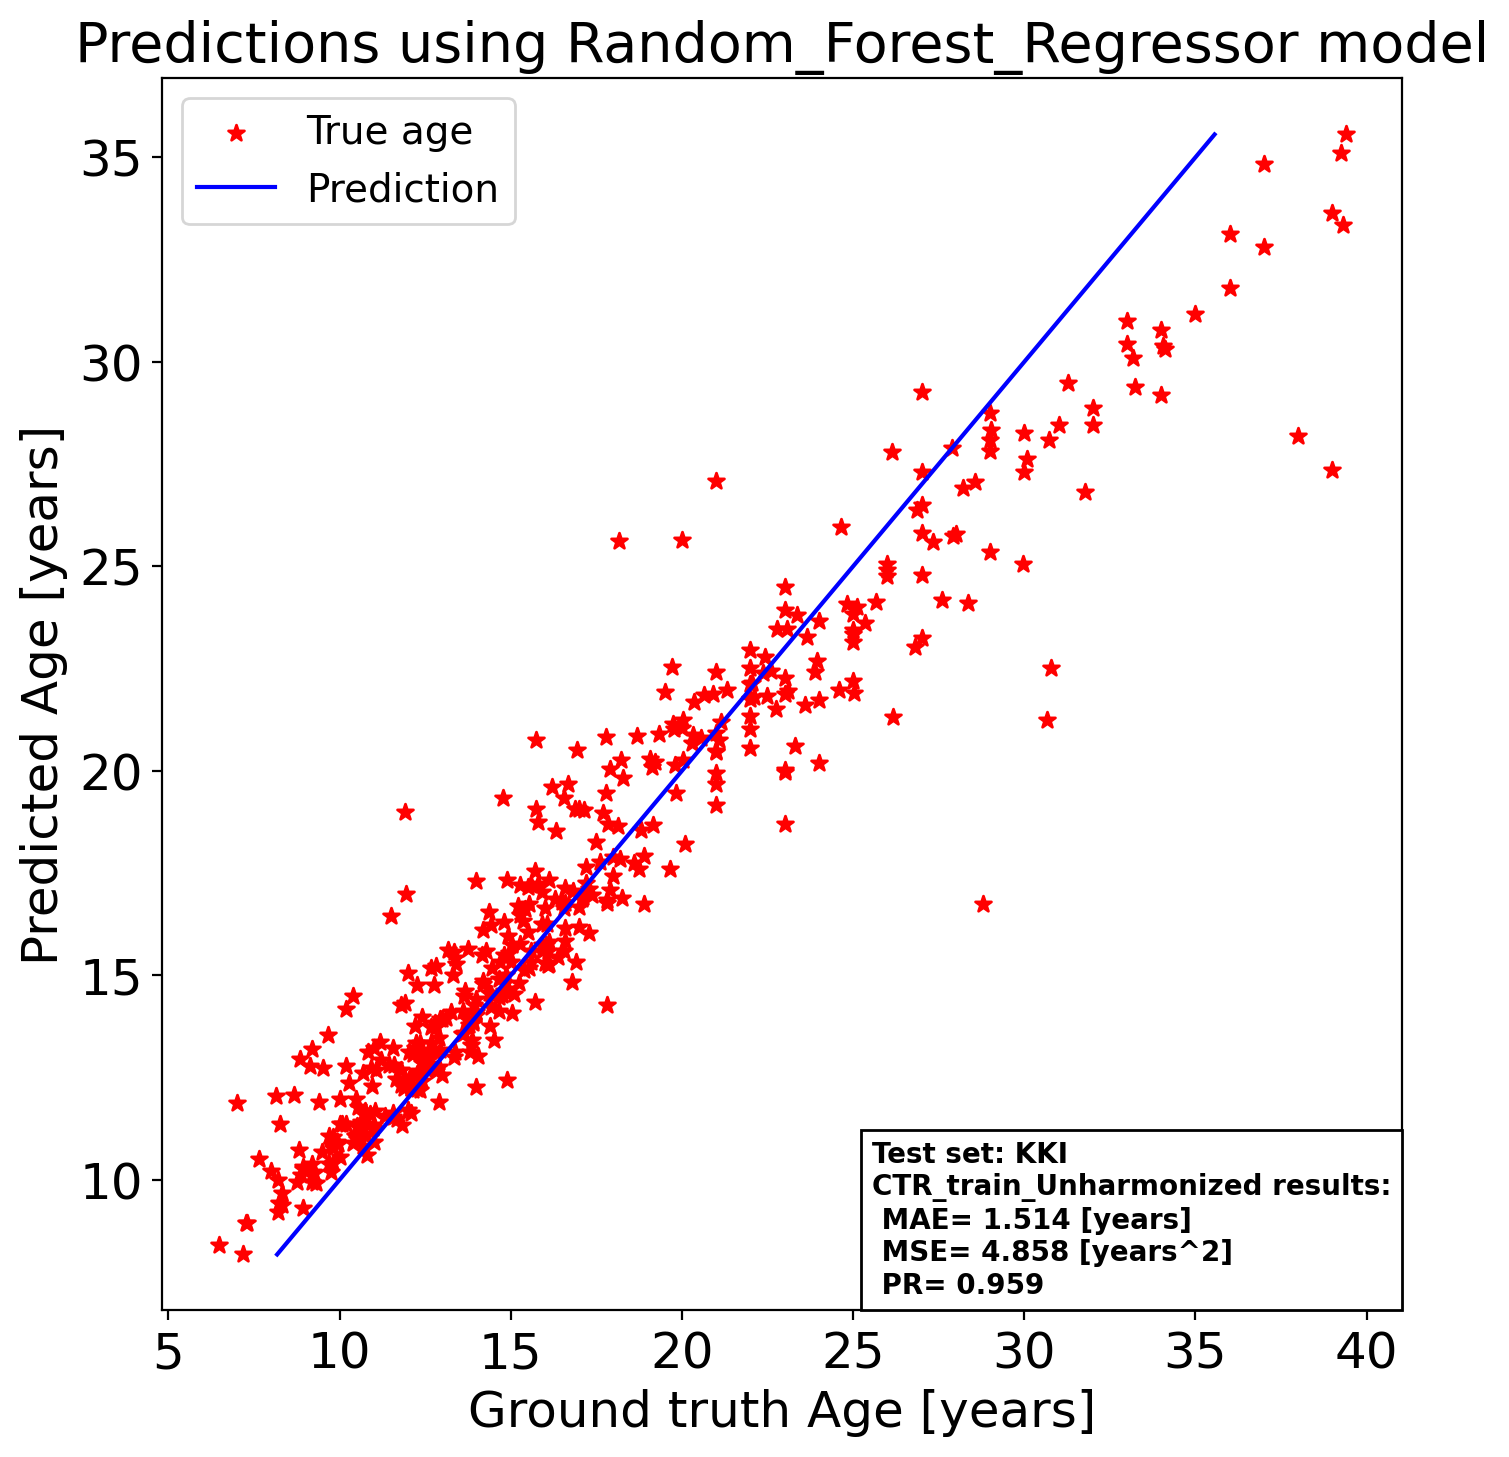 Predictions using Random_Forest_Regressor model
True age
Prediction
35
30
25
20
15
10
Predicted Age [years]
Test set: KKI
CTR_train_Unharmonized results:
MAE= 1.514 [years]
MSE= 4.858 [years^2]
PR= 0.959
5 10 15 20 25 30 35 40
Ground truth Age [years]